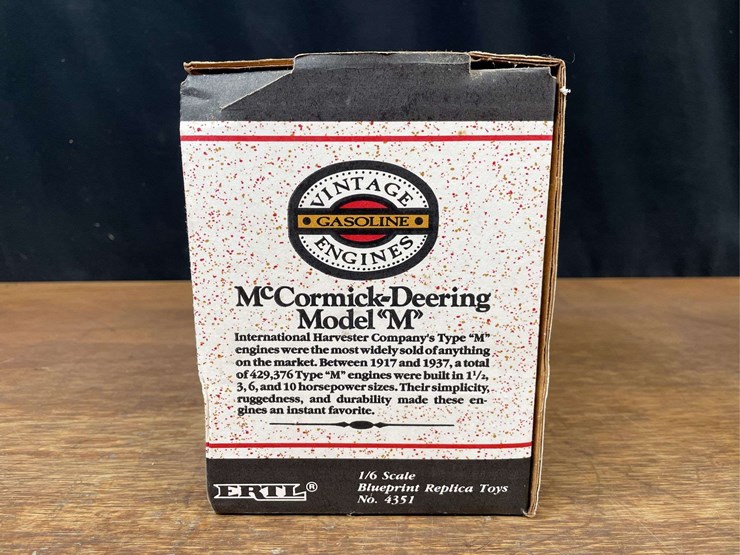 VINTAGE
GASOLINE
ENGINES
McCormick-Deering
Model "M"
International Harvester Company's Type "M"
engines were the most widely sold of anything
on the market. Between 1917 and 1937, a total
of 429,376 Type "M" engines were built in 1½,
3, 6, and 10 horsepower sizes. Their simplicity,
ruggedness, and durability made these en-
gines an instant favorite.
ERTL®
1/6 Scale
Blueprint Replica Toys
No. 4351